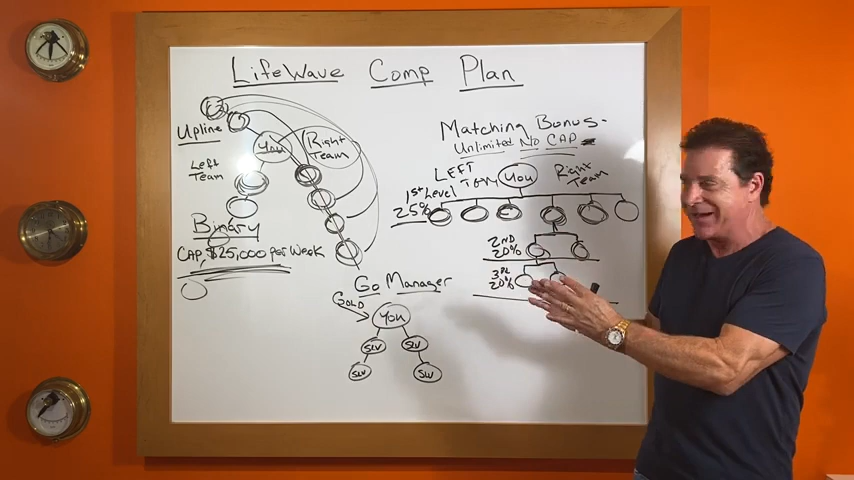 LifeWave Comp Plan
Upline
You
Left
Team
Right
Team
Binary
CAP, $25,000 per Week
Matching Bonus-
Unlimited No CAP
LEFT
Team
You
Right
Team
1st Level
25%
2ND
20%
3RD
20%
Go Manager
GOLD
You
SLV
SLV
SLV
SLV